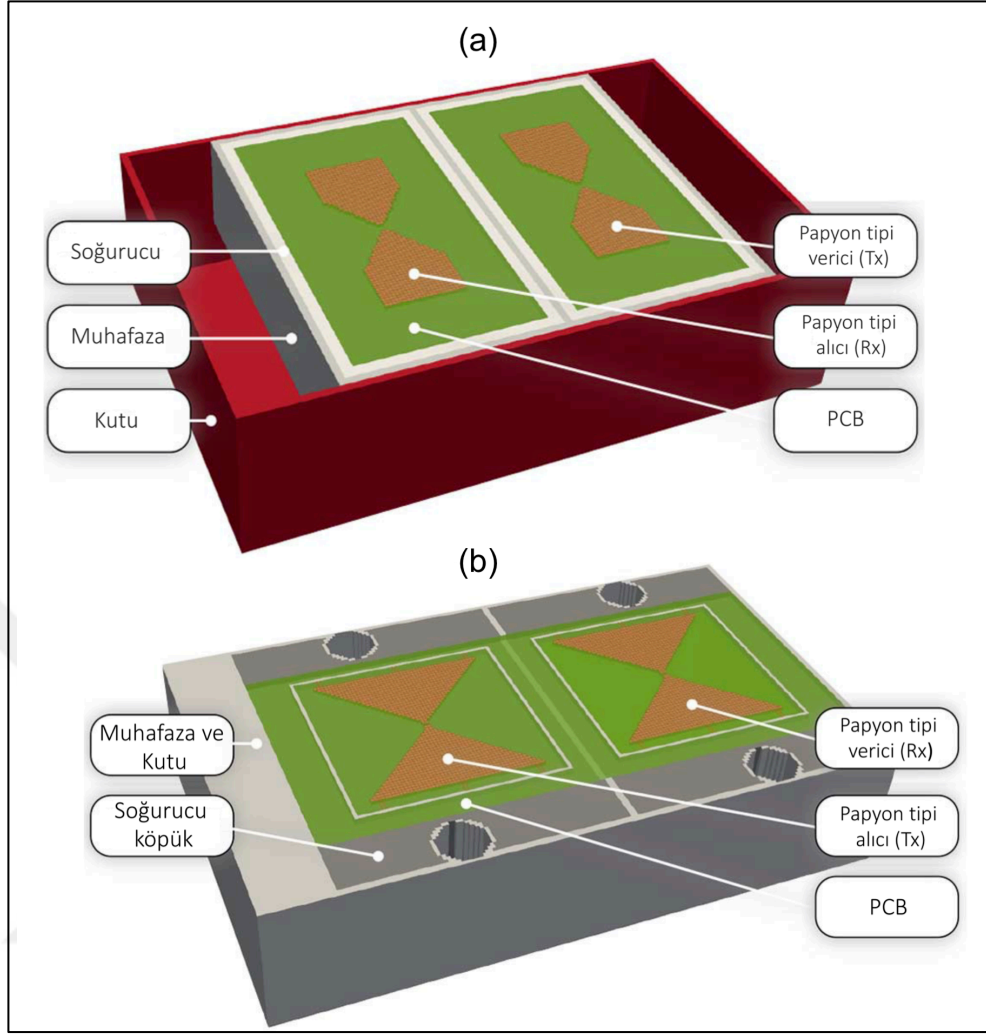 (a)
Soğurucu
Muhafaza
Kutu
Papyon tipi
verici (Tx)
Papyon tipi
alıcı (Rx)
PCB
(b)
Muhafaza ve
Kutu
Soğurucu
köpük
Papyon tipi
verici (Rx)
Papyon tipi
alıcı (Tx)
PCB